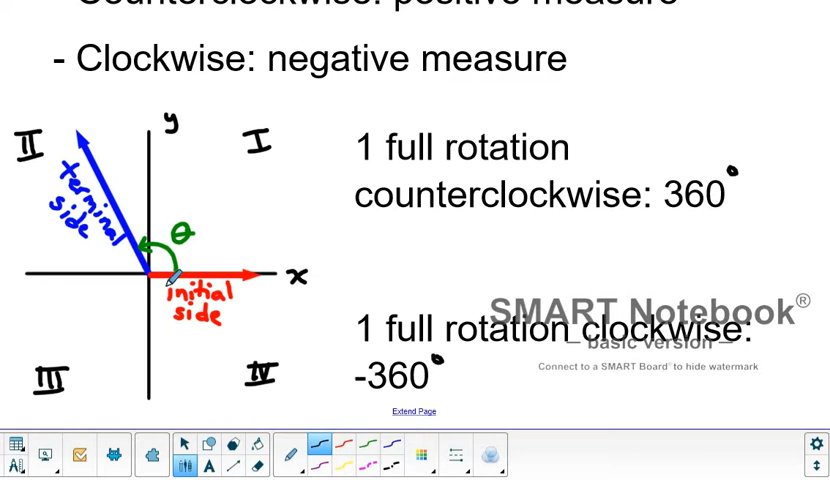 Counterclockwise: positive measure
- Clockwise: negative measure
II
y
I
1 full rotation
counterclockwise: 360°
terminal
side
θ
x
initial
side
1 full rotation clockwise:
-360°
SMART Notebook®
— basic version —
Connect to a SMART Board™ to hide watermark
III
IV
Extend Page
A
A